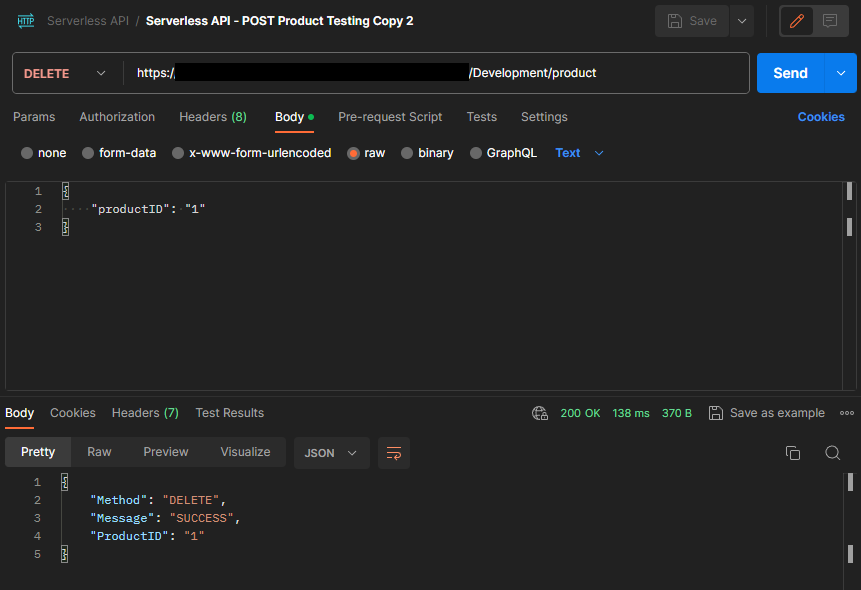 HTTP Serverless API / Serverless API - POST Product Testing Copy 2 Save
DELETE https:/ /Development/product Send
Params Authorization Headers (8) Body Pre-request Script Tests Settings Cookies
none form-data x-www-form-urlencoded raw binary GraphQL Text
1 {
2 "productID": "1"
3 }
Body Cookies Headers (7) Test Results 200 OK 138 ms 370 B Save as example
Pretty Raw Preview Visualize JSON
1 {
2 "Method": "DELETE",
3 "Message": "SUCCESS",
4 "ProductID": "1"
5 }